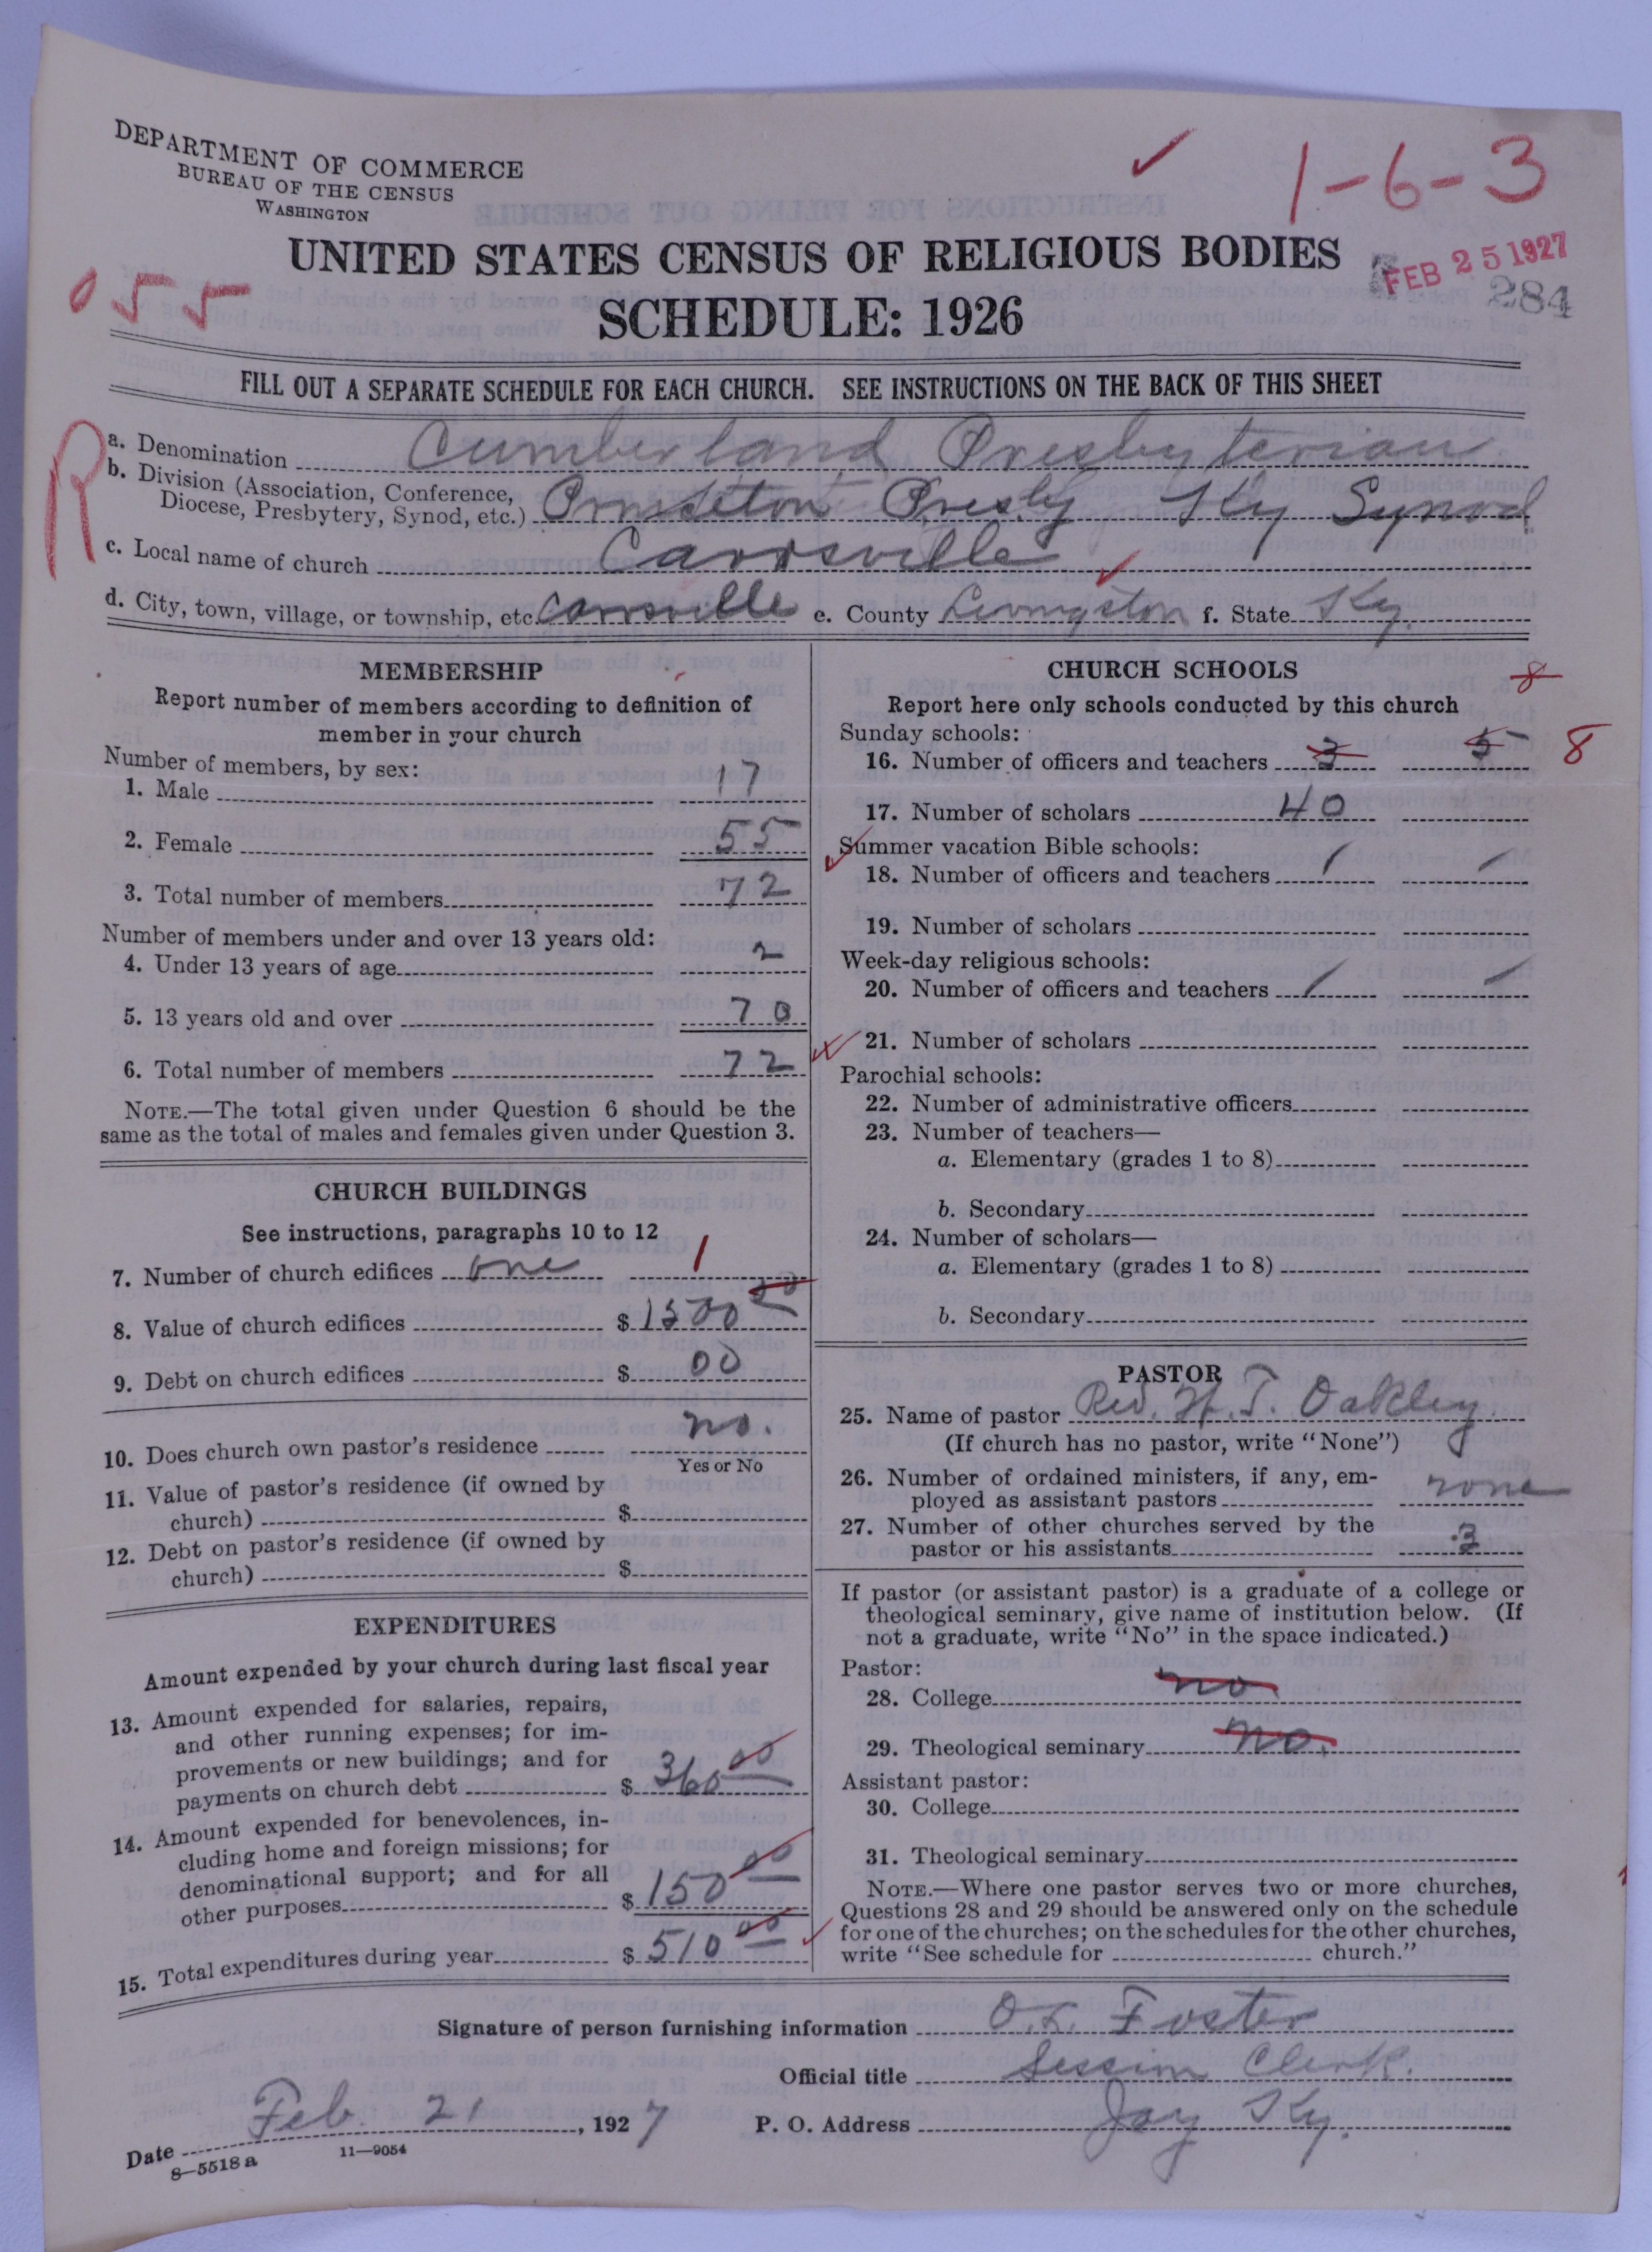 DEPARTMENT OF COMMERCE
BUREAU OF THE CENSUS
WASHINGTON
1-6-3
UNITED STATES CENSUS OF RELIGIOUS BODIES
FEB 25 1927
055
SCHEDULE: 1926
284
FILL OUT A SEPARATE SCHEDULE FOR EACH CHURCH. SEE INSTRUCTIONS ON THE BACK OF THIS SHEET
R
a. Denomination Cumberland Presbyterian
b. Division (Association, Conference,
Diocese, Presbytery, Synod, etc.) Princeton Presby Ky Synod
c. Local name of church Carrsville
d. City, town, village, or township, etc. Carrsville e. County Livingston f. State Ky.
MEMBERSHIP
Report number of members according to definition of
member in your church
Number of members, by sex:
1. Male 17
2. Female 55
3. Total number of members 72
Number of members under and over 13 years old:
4. Under 13 years of age 2
5. 13 years old and over 70
6. Total number of members 72
NOTE.—The total given under Question 6 should be the
same as the total of males and females given under Question 3.
CHURCH BUILDINGS
See instructions, paragraphs 10 to 12
7. Number of church edifices one 1
8. Value of church edifices $ 1500 00
9. Debt on church edifices $ 00
10. Does church own pastor's residence no.
Yes or No
11. Value of pastor's residence (if owned by
church) $
12. Debt on pastor's residence (if owned by
church) $
EXPENDITURES
Amount expended by your church during last fiscal year
13. Amount expended for salaries, repairs,
and other running expenses; for im-
provements or new buildings; and for
payments on church debt $ 360 00
14. Amount expended for benevolences, in-
cluding home and foreign missions; for
denominational support; and for all
other purposes $ 150 00
15. Total expenditures during year $ 510 00
CHURCH SCHOOLS
8
Report here only schools conducted by this church
Sunday schools:
16. Number of officers and teachers 3 5 8
17. Number of scholars 40
Summer vacation Bible schools:
18. Number of officers and teachers
19. Number of scholars
Week-day religious schools:
20. Number of officers and teachers
21. Number of scholars
Parochial schools:
22. Number of administrative officers
23. Number of teachers—
a. Elementary (grades 1 to 8)
b. Secondary
24. Number of scholars—
a. Elementary (grades 1 to 8)
b. Secondary
PASTOR
25. Name of pastor Rev. H. T. Oakley
(If church has no pastor, write "None")
26. Number of ordained ministers, if any, em-
ployed as assistant pastors none
27. Number of other churches served by the
pastor or his assistants 3
If pastor (or assistant pastor) is a graduate of a college or
theological seminary, give name of institution below. (If
not a graduate, write "No" in the space indicated.)
Pastor:
28. College no.
29. Theological seminary no.
Assistant pastor:
30. College
31. Theological seminary
NOTE.—Where one pastor serves two or more churches,
Questions 28 and 29 should be answered only on the schedule
for one of the churches; on the schedules for the other churches,
write "See schedule for church."
Signature of person furnishing information Foster
Official title Session Clerk.
Date Feb. 21, 1927 P. O. Address Joy Ky.
8—5518 a 11—9054